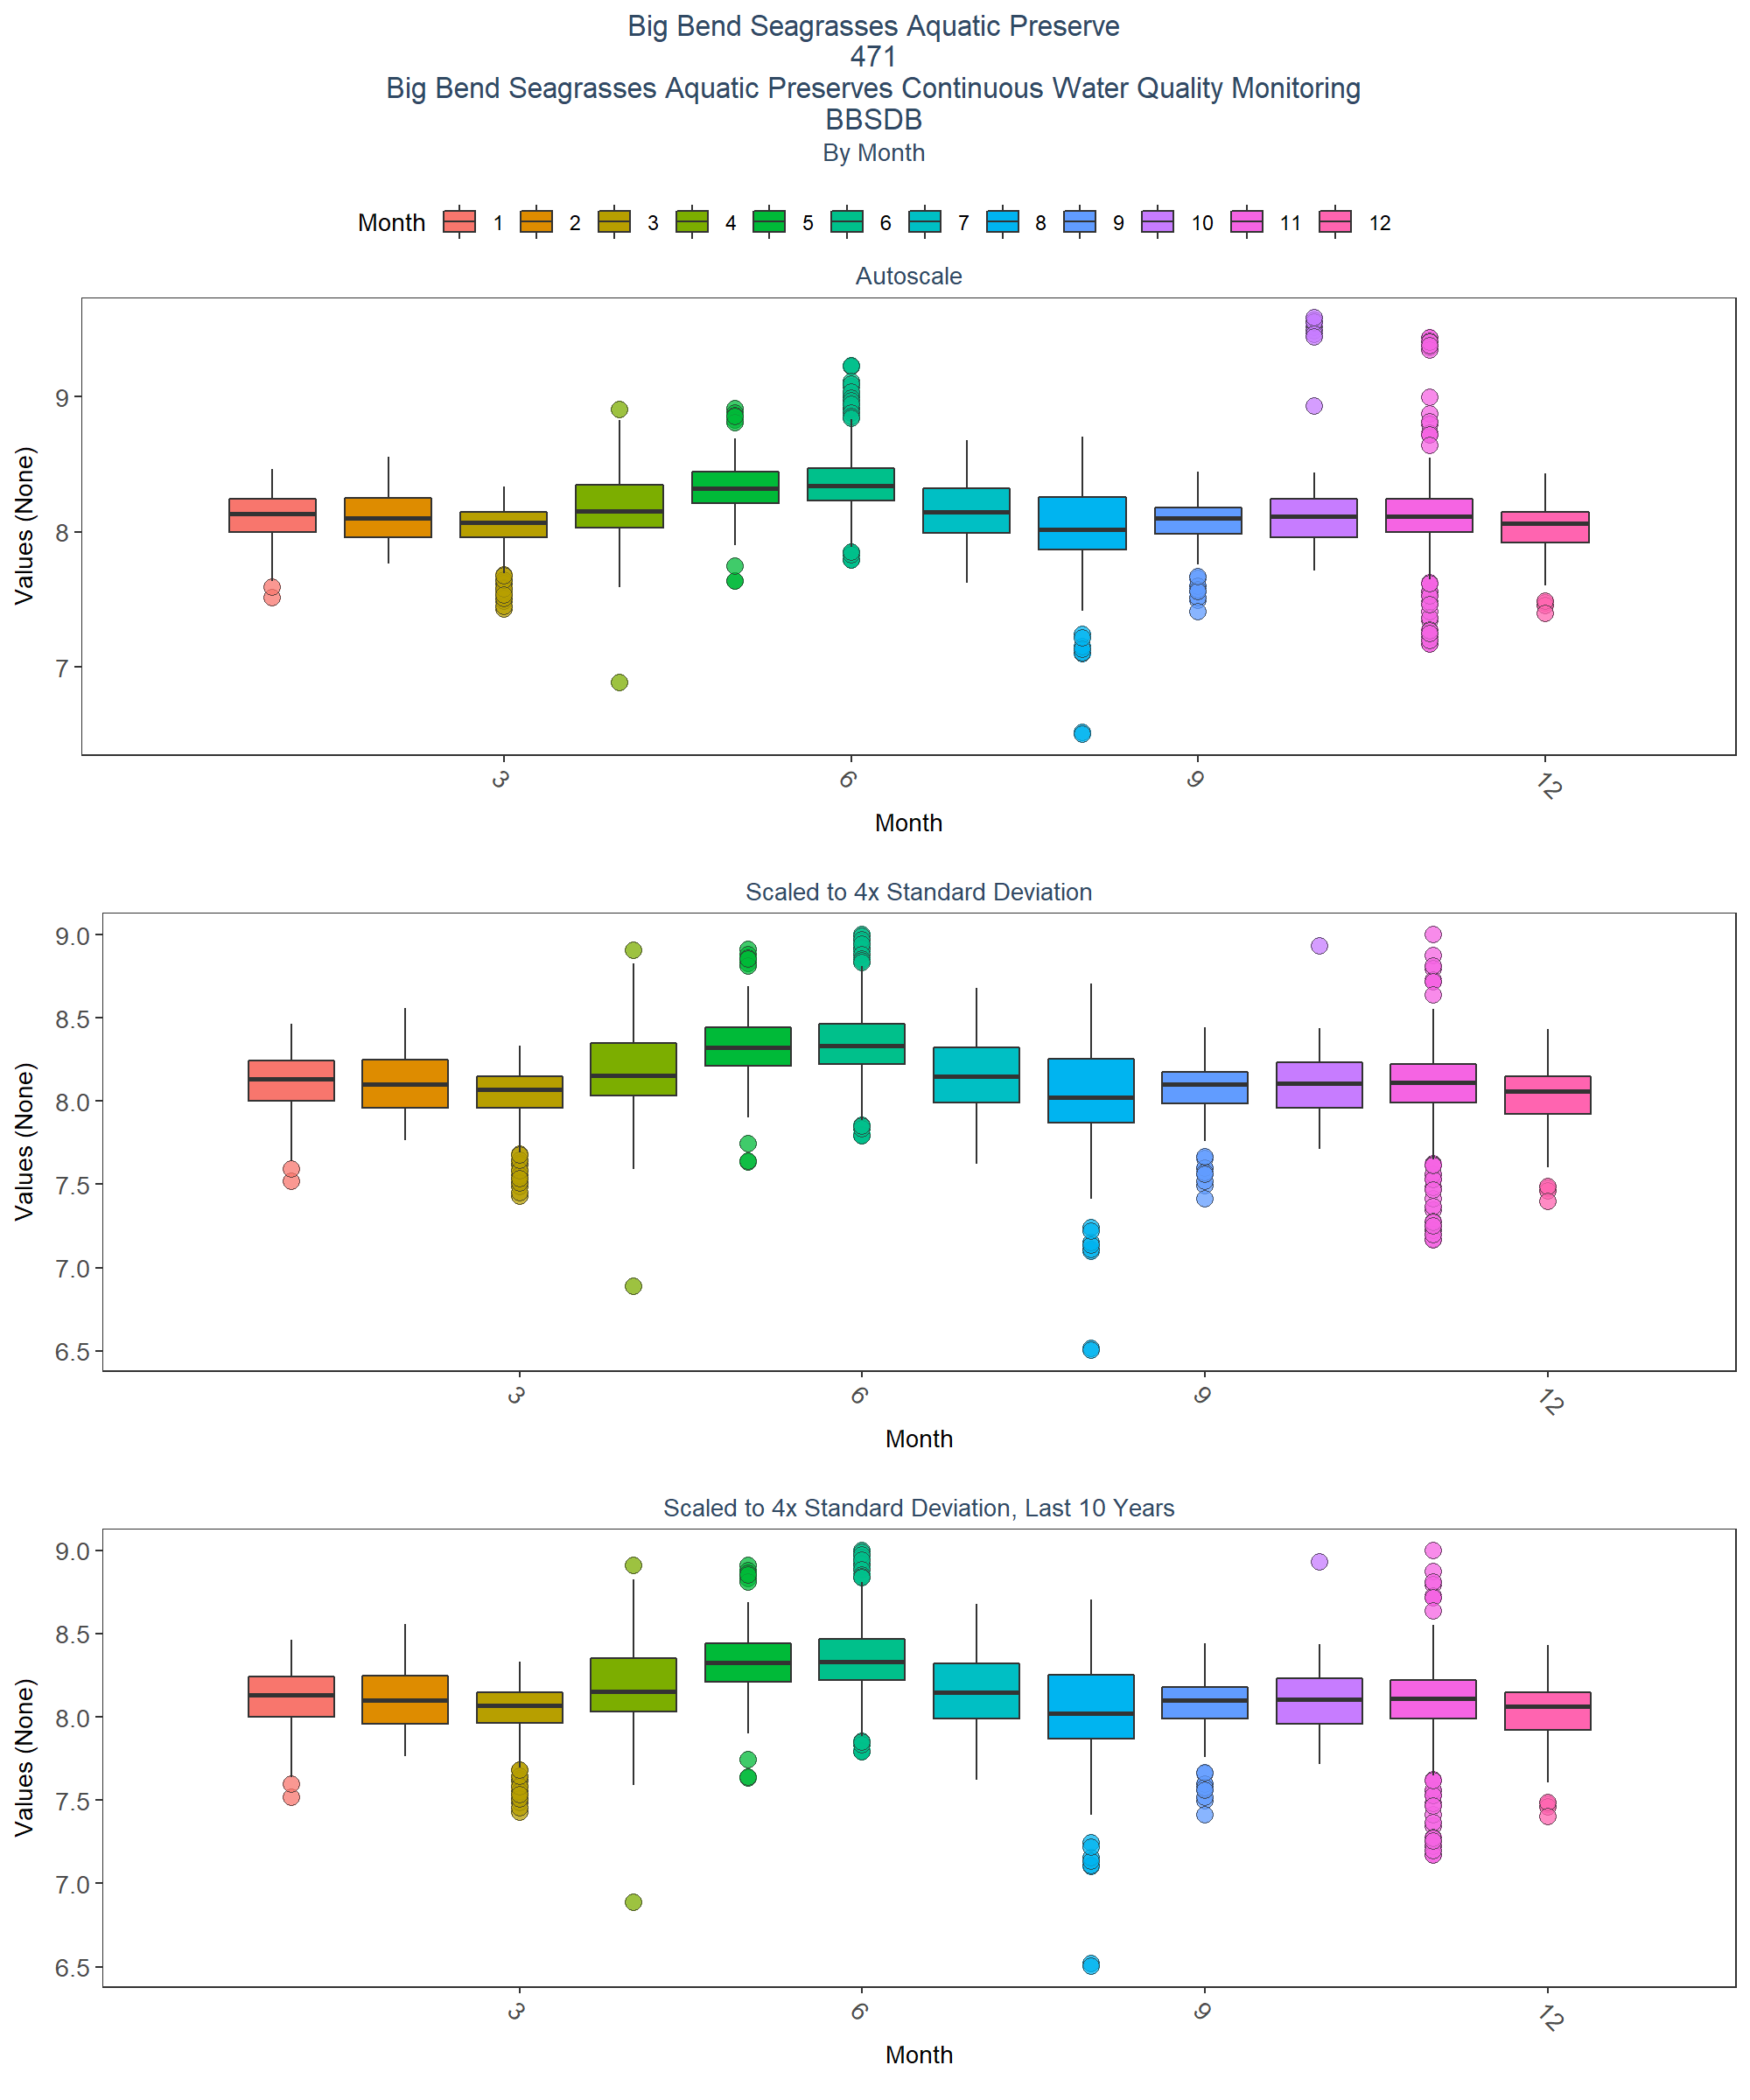 Big Bend Seagrasses Aquatic Preserve
471
Big Bend Seagrasses Aquatic Preserves Continuous Water Quality Monitoring
BBSDB
By Month
Month 1 2 3 4 5 6 7 8 9 10 11 12
Autoscale
Values (None)
9
8
7
3 6 9 12
Month
Scaled to 4x Standard Deviation
Values (None)
9.0
8.5
8.0
7.5
7.0
6.5
3 6 9 12
Month
Scaled to 4x Standard Deviation, Last 10 Years
Values (None)
9.0
8.5
8.0
7.5
7.0
6.5
3 6 9 12
Month